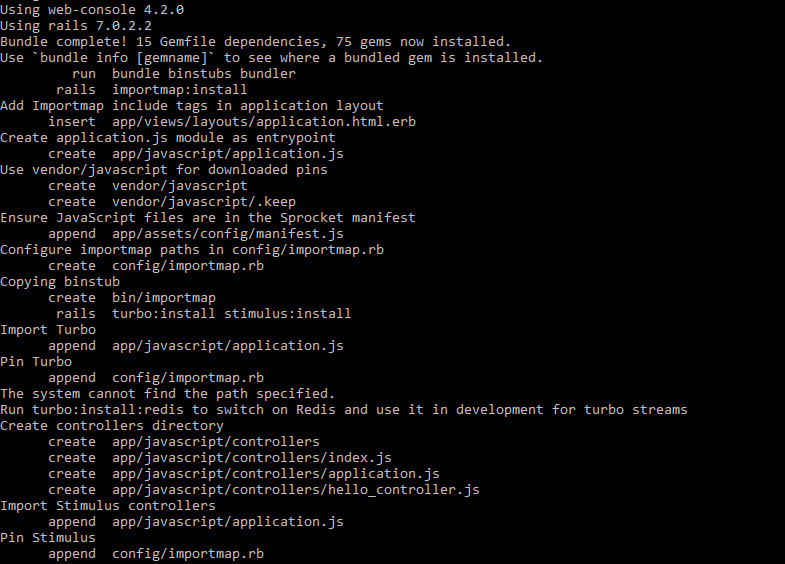 Using web-console 4.2.0
Using rails 7.0.2.2
Bundle complete! 15 Gemfile dependencies, 75 gems now installed.
Use `bundle info [gemname]` to see where a bundled gem is installed.
         run  bundle binstubs bundler
       rails  importmap:install
Add Importmap include tags in application layout
      insert  app/views/layouts/application.html.erb
Create application.js module as entrypoint
      create  app/javascript/application.js
Use vendor/javascript for downloaded pins
      create  vendor/javascript
      create  vendor/javascript/.keep
Ensure JavaScript files are in the Sprocket manifest
      append  app/assets/config/manifest.js
Configure importmap paths in config/importmap.rb
      create  config/importmap.rb
Copying binstub
      create  bin/importmap
       rails  turbo:install stimulus:install
Import Turbo
      append  app/javascript/application.js
Pin Turbo
      append  config/importmap.rb
The system cannot find the path specified.
Run turbo:install:redis to switch on Redis and use it in development for turbo streams
Create controllers directory
      create  app/javascript/controllers
      create  app/javascript/controllers/index.js
      create  app/javascript/controllers/application.js
      create  app/javascript/controllers/hello_controller.js
Import Stimulus controllers
      append  app/javascript/application.js
Pin Stimulus
      append  config/importmap.rb